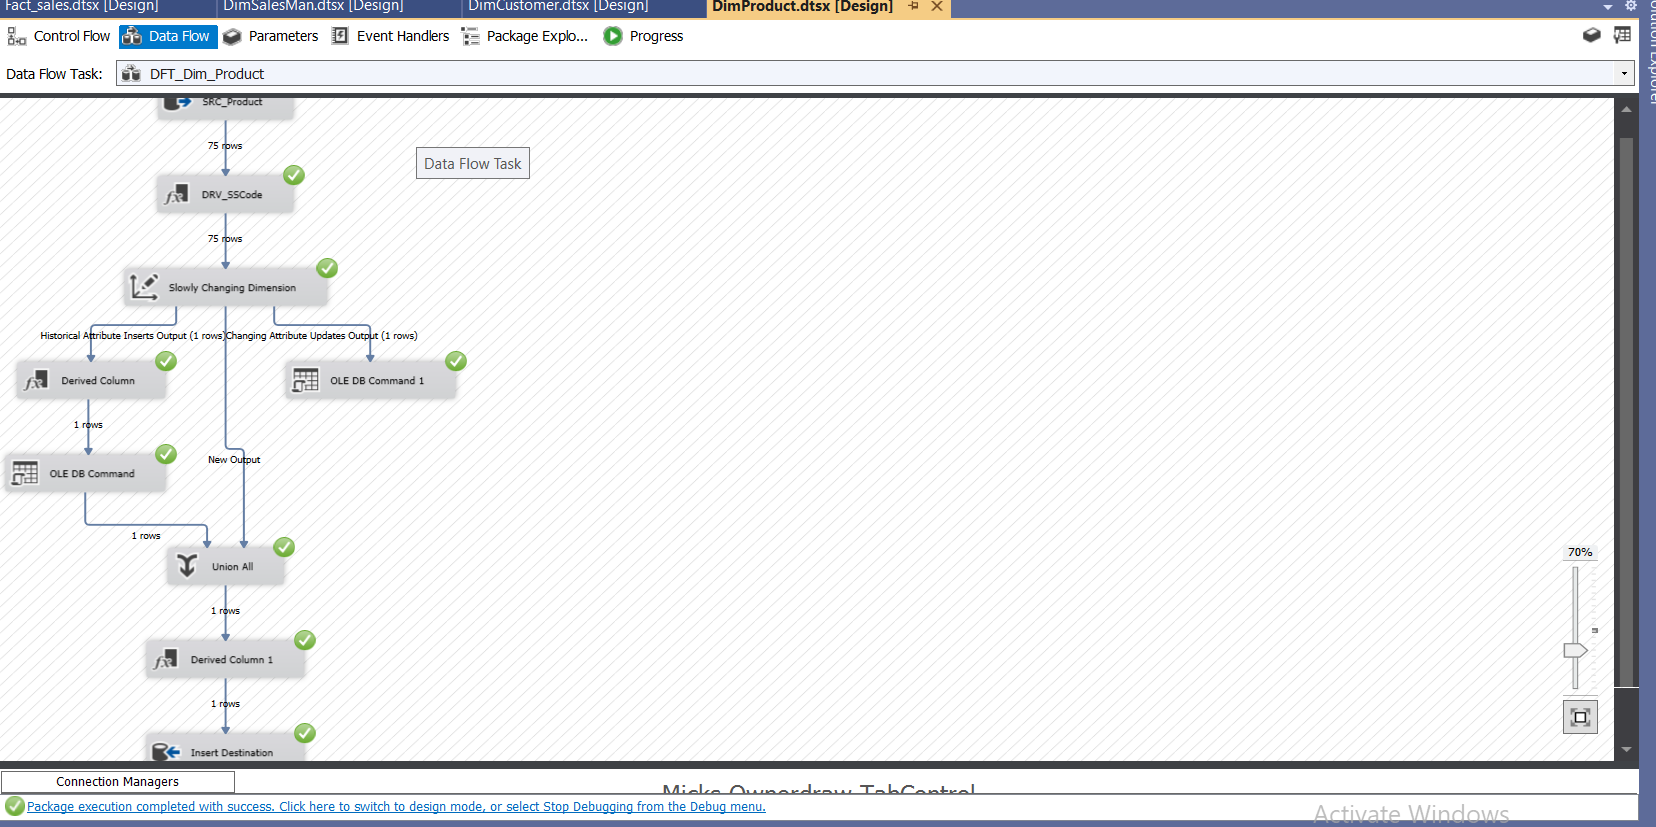 Fact_sales.dtsx [Design]
DimSalesMan.dtsx [Design]
DimCustomer.dtsx [Design]
DimProduct.dtsx [Design]
Control Flow
Data Flow
Parameters
Event Handlers
Package Explo...
Progress
Solution Explorer
Data Flow Task:
DFT_Dim_Product
SRC_Product
75 rows
Data Flow Task
DRV_SSCode
75 rows
Slowly Changing Dimension
Historical Attribute Inserts Output (1 rows)
Changing Attribute Updates Output (1 rows)
Derived Column
OLE DB Command 1
1 rows
New Output
OLE DB Command
1 rows
Union All
70%
1 rows
Derived Column 1
1 rows
Insert Destination
Connection Managers
Micks Ownerdraw TabControl
Package execution completed with success. Click here to switch to design mode, or select Stop Debugging from the Debug menu.
Activate Windows